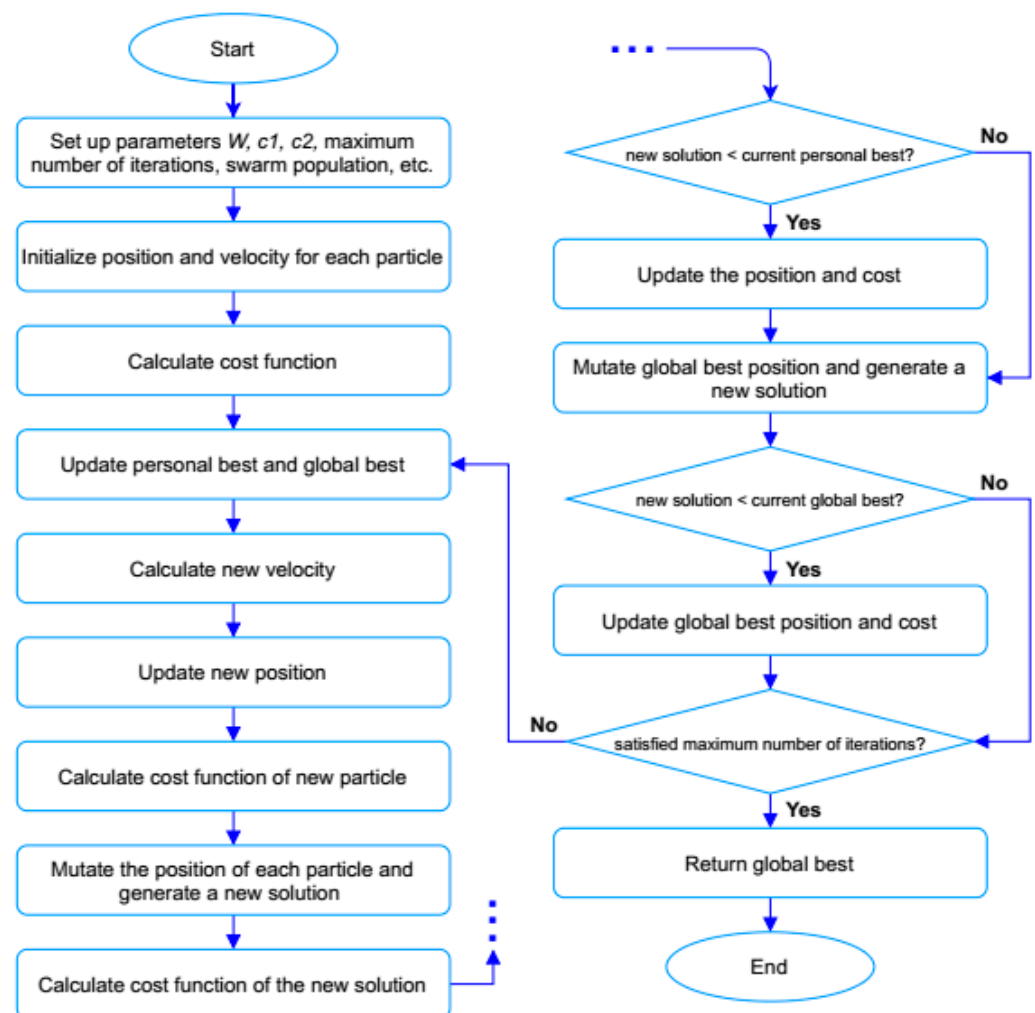 Start
Set up parameters W, c1, c2, maximum
number of iterations, swarm population, etc.
Initialize position and velocity for each particle
Calculate cost function
Update personal best and global best
Calculate new velocity
Update new position
Calculate cost function of new particle
Mutate the position of each particle and
generate a new solution
Calculate cost function of the new solution
new solution < current personal best?
No
Yes
Update the position and cost
Mutate global best position and generate a
new solution
new solution < current global best?
No
Yes
Update global best position and cost
satisfied maximum number of iterations?
No
Yes
Return global best
End